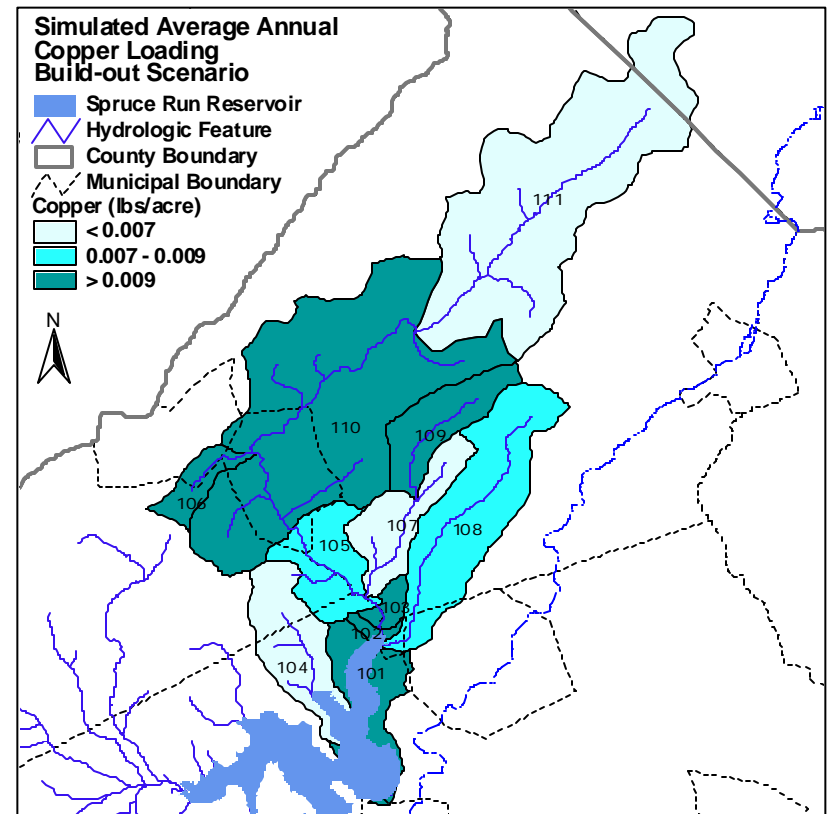 Simulated Average Annual
Copper Loading
Build-out Scenario
Spruce Run Reservoir
Hydrologic Feature
County Boundary
Municipal Boundary
Copper (lbs/acre)
< 0.007
0.007 - 0.009
> 0.009
N
111
110
109
106
107
108
105
103
102
104
101